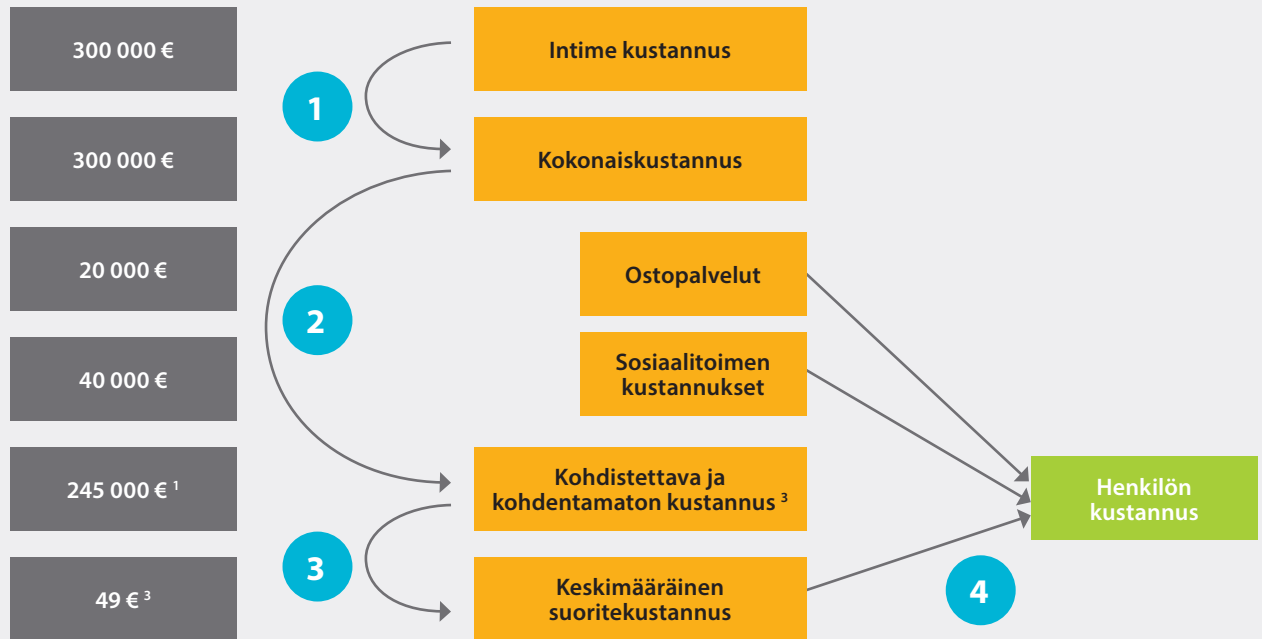 300 000 €
Intime kustannus
1
300 000 €
Kokonaiskustannus
20 000 €
Ostopalvelut
2
40 000 €
Sosiaalitoimen
kustannukset
245 000 € ¹
Kohdistettava ja
kohdentamaton kustannus ³
Henkilön
kustannus
3
49 € ³
Keskimääräinen
suoritekustannus
4